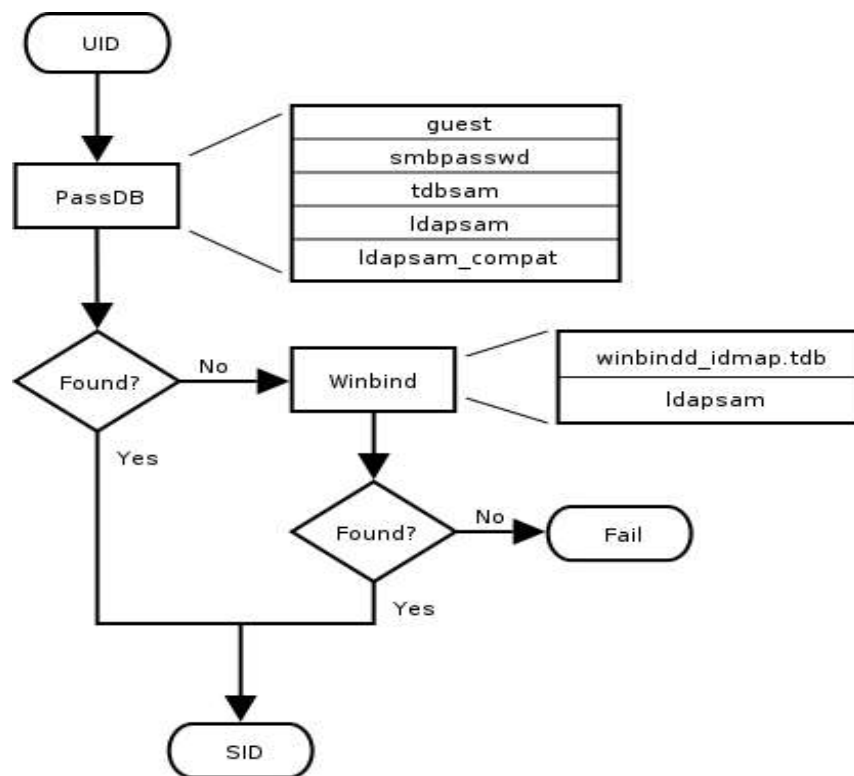 UID
PassDB
guest
smbpasswd
tdbsam
ldapsam
ldapsam_compat
Found?
No
Yes
Winbind
winbindd_idmap.tdb
ldapsam
Found?
No
Yes
Fail
SID